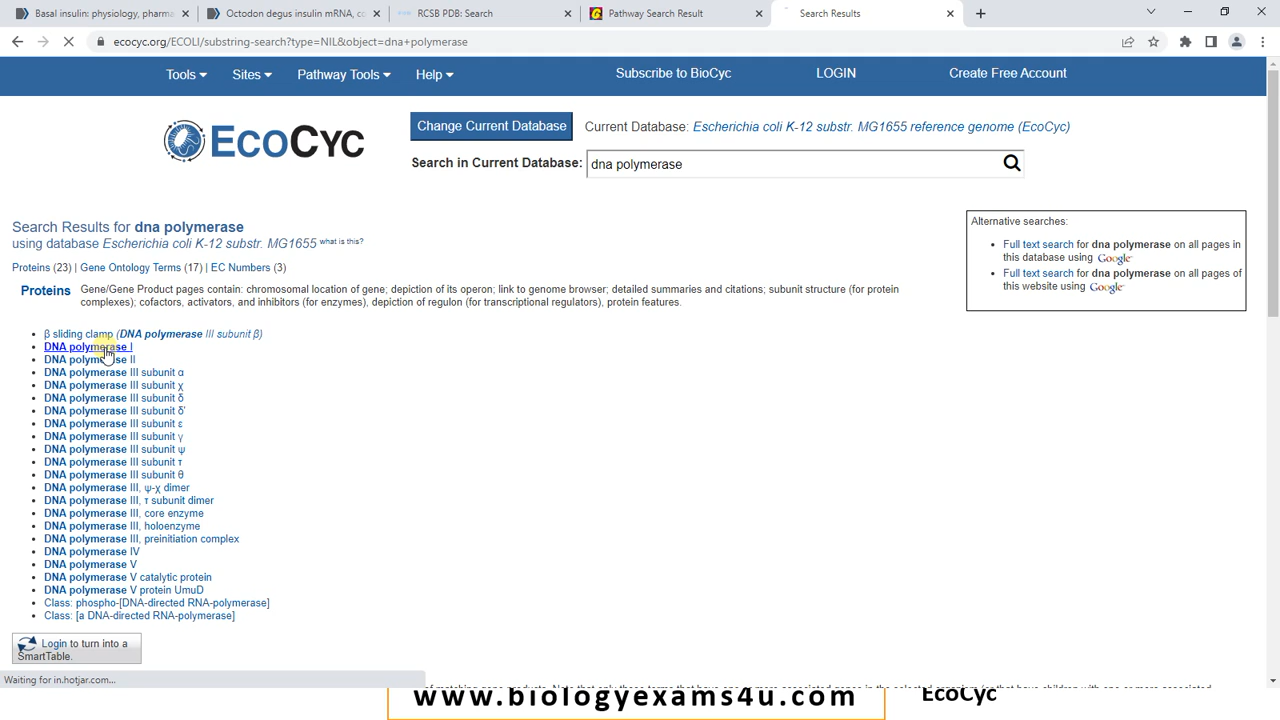 Basal insulin: physiology, pharma
Octodon degus insulin mRNA, co
RCSB PDB: Search
Pathway Search Result
Search Results
ecocyc.org/ECOLI/substring-search?type=NIL&object=dna+polymerase
Tools
Sites
Pathway Tools
Help
Subscribe to BioCyc
LOGIN
Create Free Account
EcoCyc
Change Current Database
Current Database: Escherichia coli K-12 substr. MG1655 reference genome (EcoCyc)
Search in Current Database:
dna polymerase
Search Results for dna polymerase
using database Escherichia coli K-12 substr. MG1655 what is this?
Proteins (23) | Gene Ontology Terms (17) | EC Numbers (3)
Alternative searches:
• Full text search for dna polymerase on all pages in
this database using Google
• Full text search for dna polymerase on all pages of
this website using Google
Proteins
Gene/Gene Product pages contain: chromosomal location of gene; depiction of its operon; link to genome browser; detailed summaries and citations; subunit structure (for protein
complexes); cofactors, activators, and inhibitors (for enzymes), depiction of regulon (for transcriptional regulators), protein features.
• β sliding clamp (DNA polymerase III subunit β)
• DNA polymerase I
• DNA polymerase II
• DNA polymerase III subunit α
• DNA polymerase III subunit χ
• DNA polymerase III subunit δ
• DNA polymerase III subunit δ'
• DNA polymerase III subunit ε
• DNA polymerase III subunit γ
• DNA polymerase III subunit ψ
• DNA polymerase III subunit τ
• DNA polymerase III subunit θ
• DNA polymerase III, ψ-χ dimer
• DNA polymerase III, τ subunit dimer
• DNA polymerase III, core enzyme
• DNA polymerase III, holoenzyme
• DNA polymerase III, preinitiation complex
• DNA polymerase IV
• DNA polymerase V
• DNA polymerase V catalytic protein
• DNA polymerase V protein UmuD
• Class: phospho-[DNA-directed RNA-polymerase]
• Class: [a DNA-directed RNA-polymerase]
Login to turn into a
SmartTable.
Waiting for in.hotjar.com...
www.biologyexams4u.com
EcoCyc